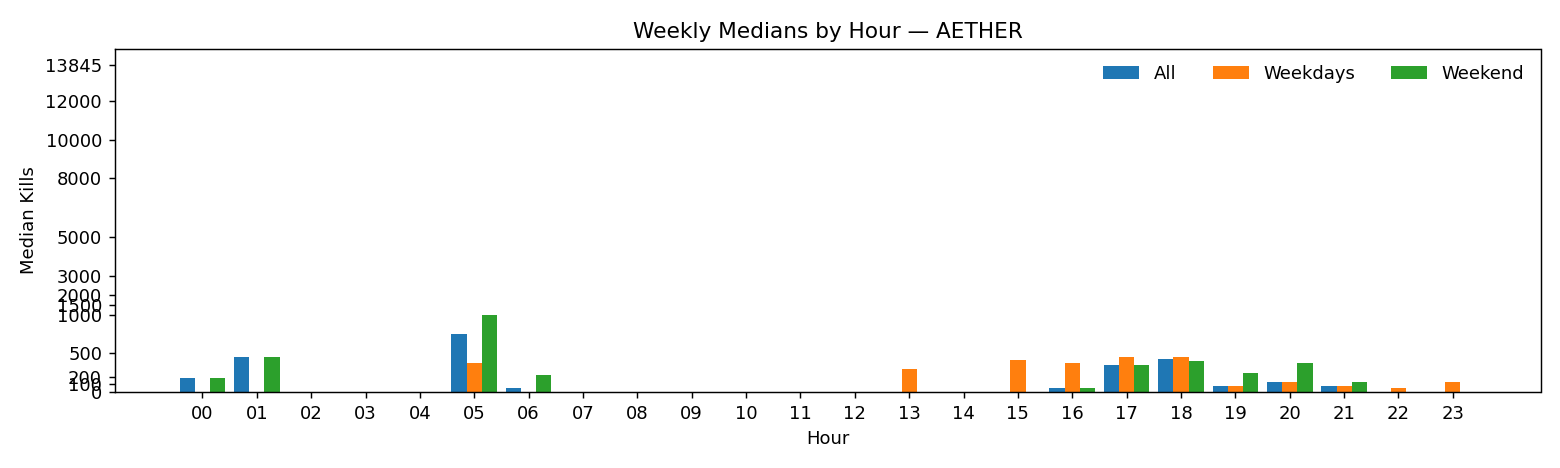 Weekly Medians by Hour — AETHER
All Weekdays Weekend
Median Kills
13845
12000
10000
8000
5000
3000
2000
1500
1000
500
200
100
0
00 01 02 03 04 05 06 07 08 09 10 11 12 13 14 15 16 17 18 19 20 21 22 23
Hour